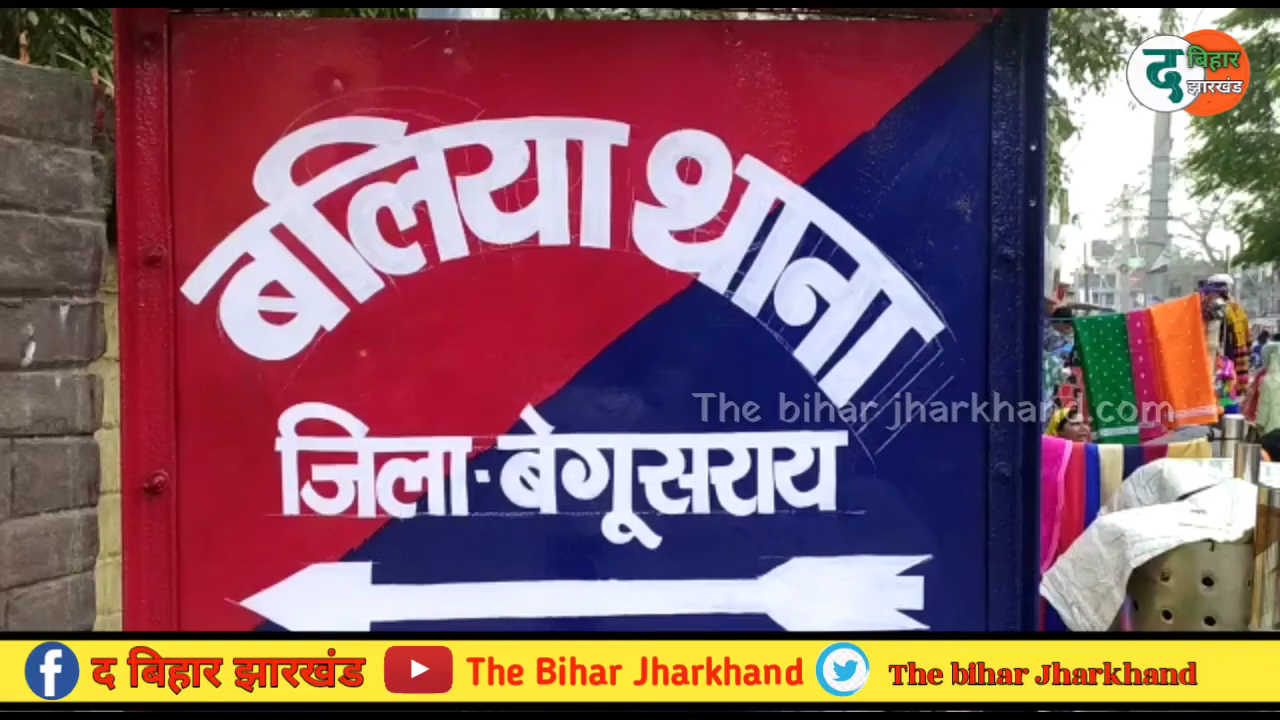 द बिहार
झारखंड
बलिया थाना
The bihar jharkhand.com
जिला-बेगूसराय
द बिहार झारखंड The Bihar Jharkhand The bihar Jharkhand